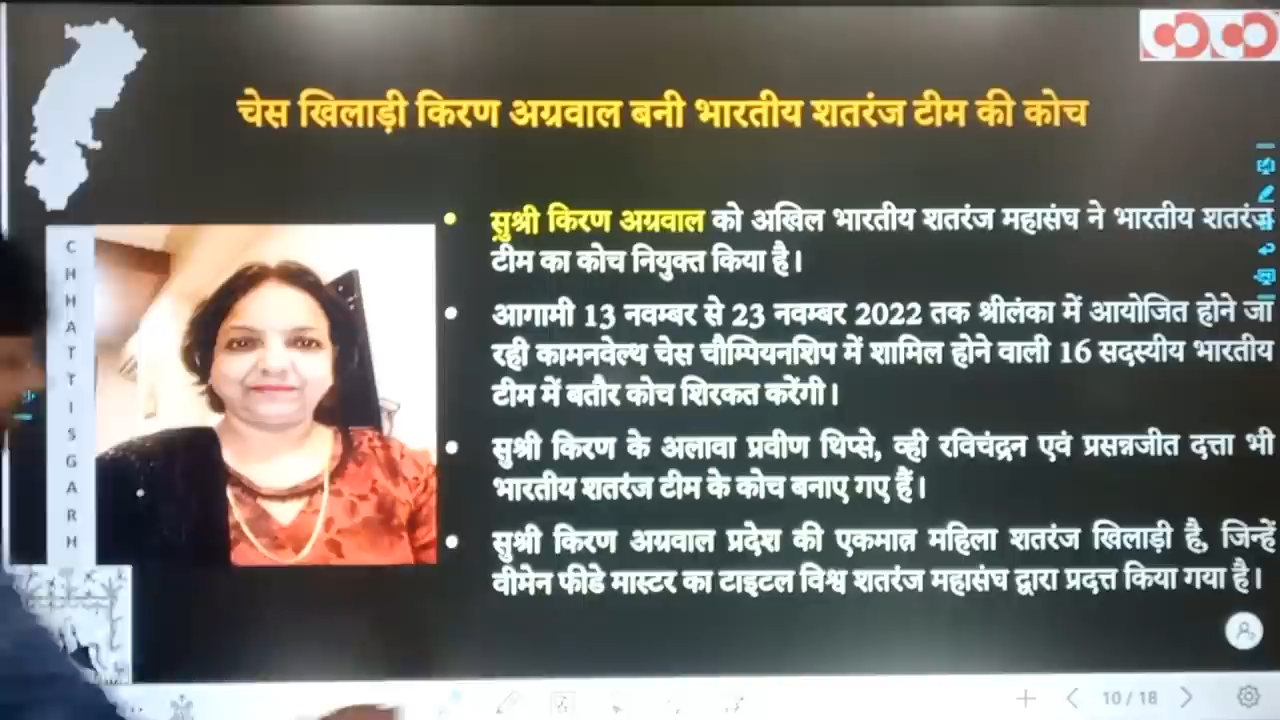 चेस खिलाड़ी किरण अग्रवाल बनी भारतीय शतरंज टीम की कोच
CHHATTISGARH
• सुश्री किरण अग्रवाल को अखिल भारतीय शतरंज महासंघ ने भारतीय शतरंज
टीम का कोच नियुक्त किया है।
• आगामी 13 नवम्बर से 23 नवम्बर 2022 तक श्रीलंका में आयोजित होने जा
रही कामनवेल्थ चेस चौम्पियनशिप में शामिल होने वाली 16 सदस्यीय भारतीय
टीम में बतौर कोच शिरकत करेंगी।
• सुश्री किरण के अलावा प्रवीण थिप्से, व्ही रविचंद्रन एवं प्रसन्नजीत दत्ता भी
भारतीय शतरंज टीम के कोच बनाए गए हैं।
• सुश्री किरण अग्रवाल प्रदेश की एकमात्र महिला शतरंज खिलाड़ी है, जिन्हें
वीमेन फीडे मास्टर का टाइटल विश्व शतरंज महासंघ द्वारा प्रदत्त किया गया है।
10 / 18